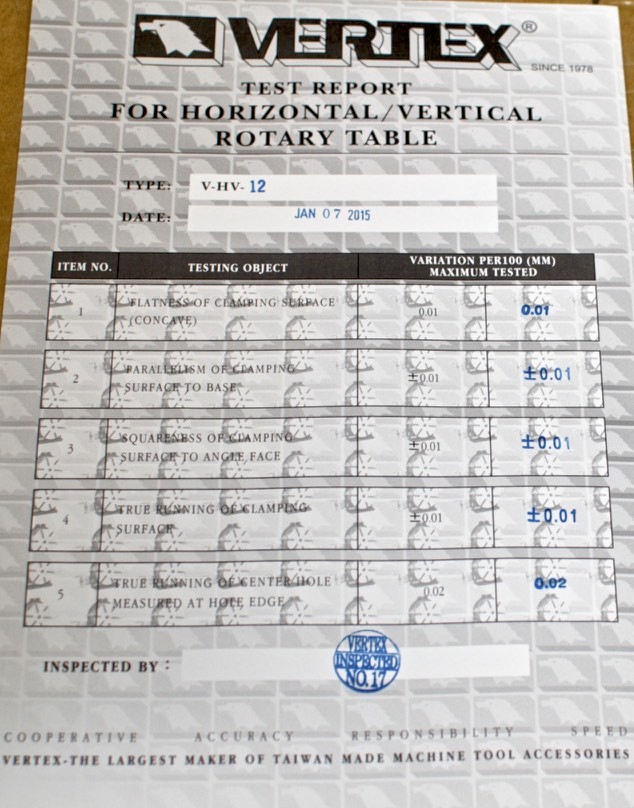 VERTEX®
SINCE 1978
TEST REPORT
FOR HORIZONTAL/VERTICAL
ROTARY TABLE
TYPE: V-HV- 12
DATE: JAN 07 2015
ITEM NO. TESTING OBJECT VARIATION PER100 (MM)
MAXIMUM TESTED
1 FLATNESS OF CLAMPING SURFACE
(CONCAVE) 0.01 0.01
2 PARALLELISM OF CLAMPING
SURFACE TO BASE ±0.01 ±0.01
3 SQUARENESS OF CLAMPING
SURFACE TO ANGLE FACE ±0.01 ±0.01
4 TRUE RUNNING OF CLAMPING
SURFACE ±0.01 ±0.01
5 TRUE RUNNING OF CENTER HOLE
MEASURED AT HOLE EDGE 0.02 0.02
INSPECTED BY :
VERTEX
INSPECTED
NO.17
COOPERATIVE ACCURACY RESPONSIBILITY SPEED
VERTEX-THE LARGEST MAKER OF TAIWAN MADE MACHINE TOOL ACCESSORIES